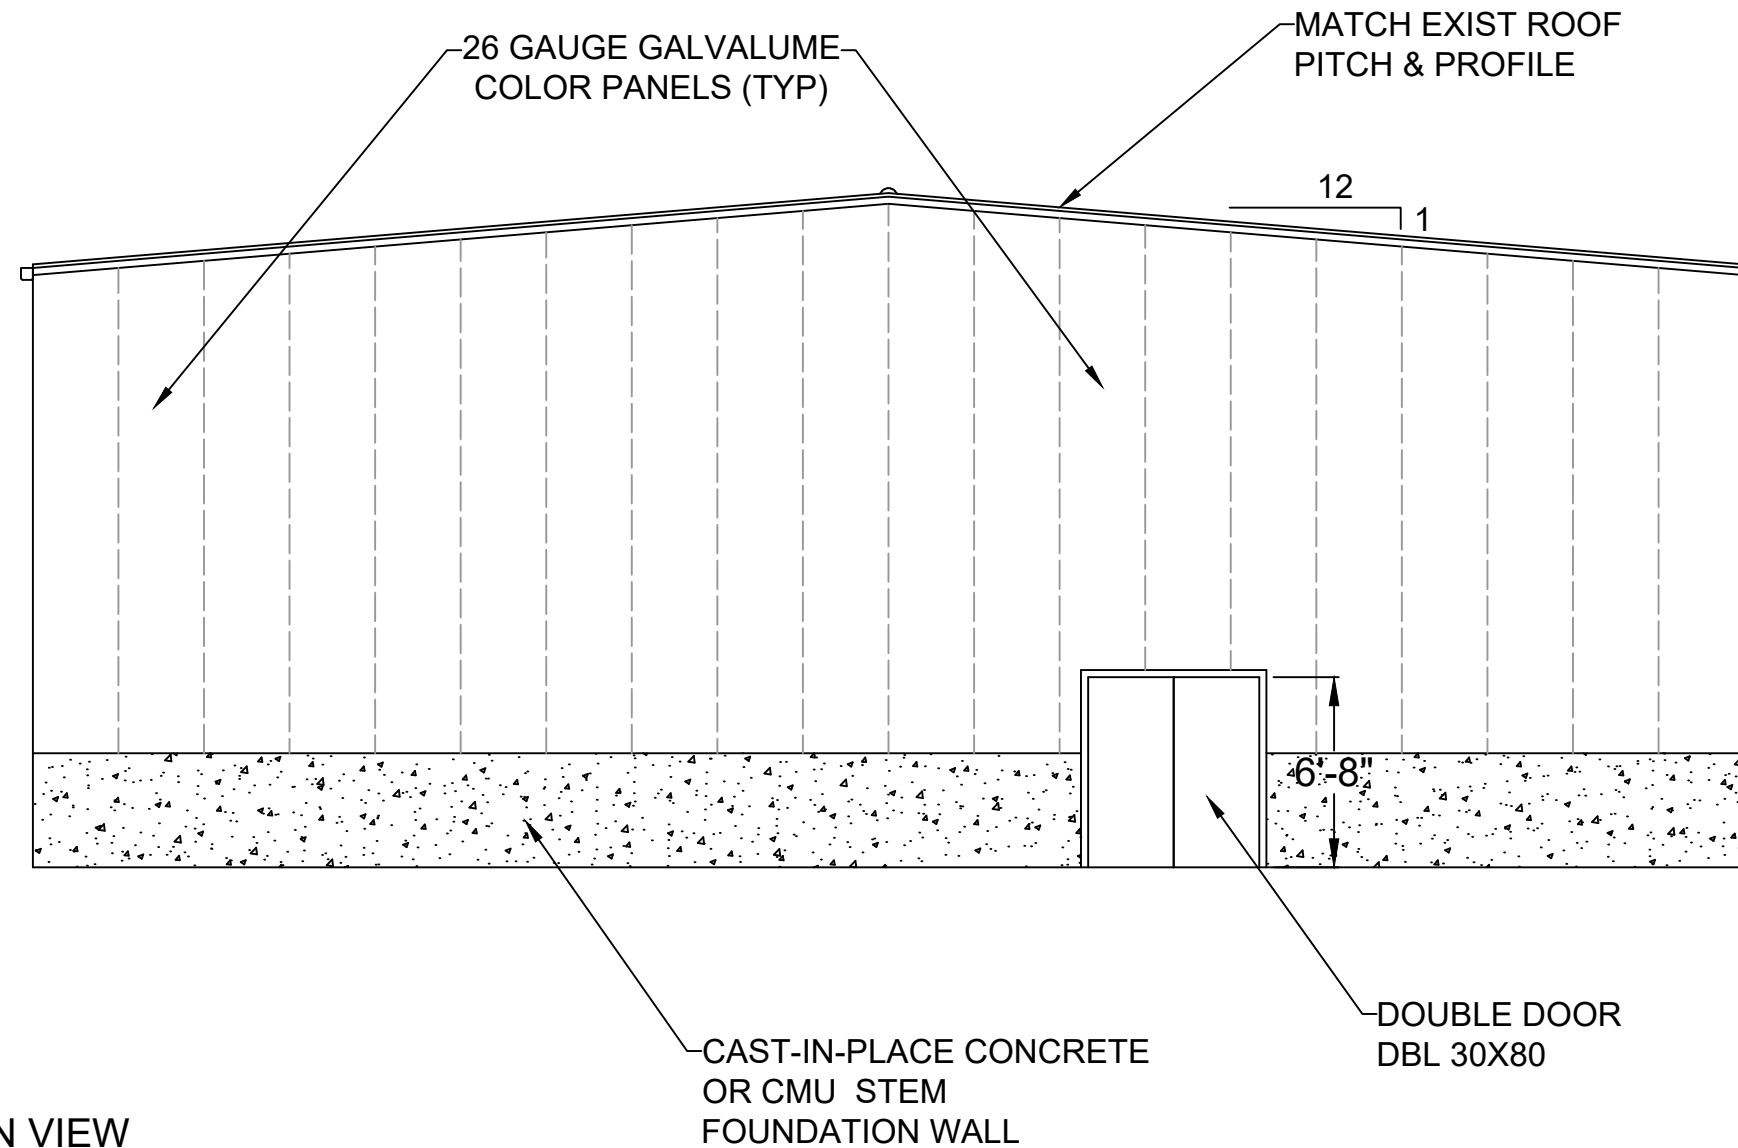 26 GAUGE GALVALUME
COLOR PANELS (TYP)
MATCH EXIST ROOF
PITCH & PROFILE
12
1
6'-8"
DOUBLE DOOR
DBL 30X80
CAST-IN-PLACE CONCRETE
OR CMU  STEM
FOUNDATION WALL
N VIEW